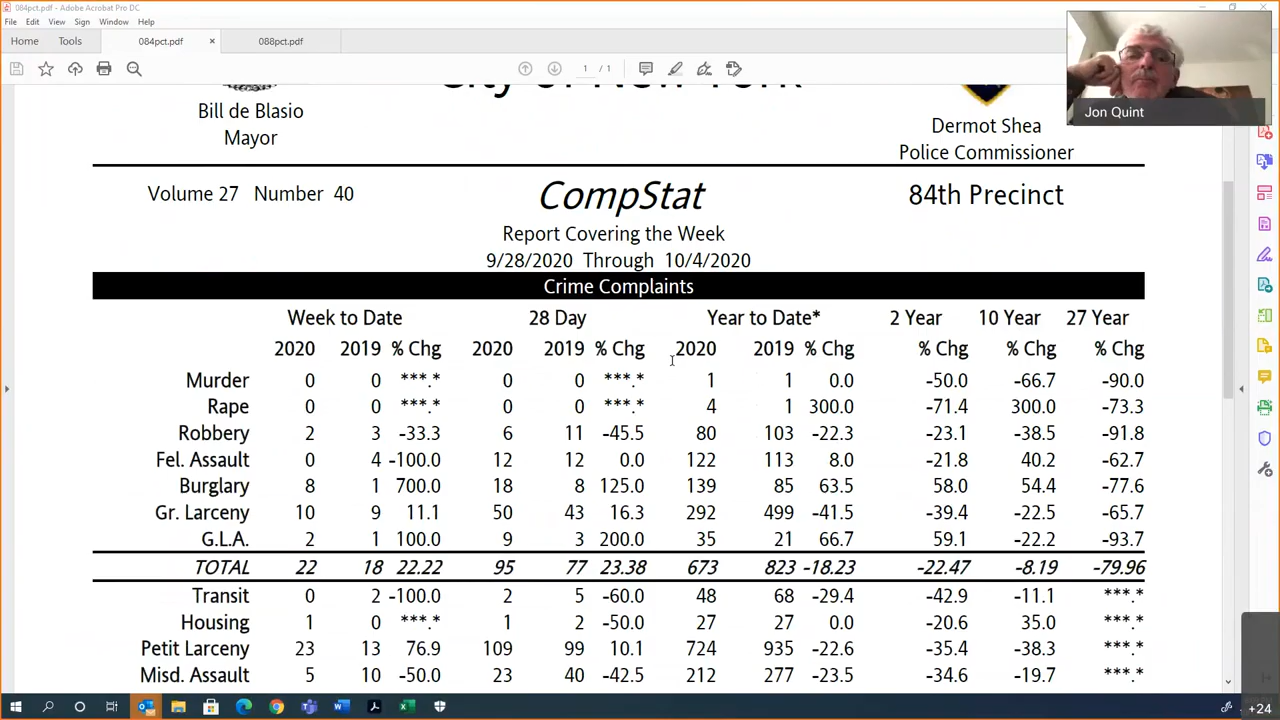 084pct.pdf - Adobe Acrobat Pro DC
File Edit View Sign Window Help
Home Tools 084pct.pdf × 088pct.pdf
1 / 1
Jon Quint
City of New York
Bill de Blasio
Mayor
Dermot Shea
Police Commissioner
Volume 27 Number 40 CompStat 84th Precinct
Report Covering the Week
9/28/2020 Through 10/4/2020
Crime Complaints
Week to Date 28 Day Year to Date* 2 Year 10 Year 27 Year
2020 2019 % Chg 2020 2019 % Chg 2020 2019 % Chg % Chg % Chg % Chg
Murder 0 0 ***.* 0 0 ***.* 1 1 0.0 -50.0 -66.7 -90.0
Rape 0 0 ***.* 0 0 ***.* 4 1 300.0 -71.4 300.0 -73.3
Robbery 2 3 -33.3 6 11 -45.5 80 103 -22.3 -23.1 -38.5 -91.8
Fel. Assault 0 4 -100.0 12 12 0.0 122 113 8.0 -21.8 40.2 -62.7
Burglary 8 1 700.0 18 8 125.0 139 85 63.5 58.0 54.4 -77.6
Gr. Larceny 10 9 11.1 50 43 16.3 292 499 -41.5 -39.4 -22.5 -65.7
G.L.A. 2 1 100.0 9 3 200.0 35 21 66.7 59.1 -22.2 -93.7
TOTAL 22 18 22.22 95 77 23.38 673 823 -18.23 -22.47 -8.19 -79.96
Transit 0 2 -100.0 2 5 -60.0 48 68 -29.4 -42.9 -11.1 ***.*
Housing 1 0 ***.* 1 2 -50.0 27 27 0.0 -20.6 35.0 ***.*
Petit Larceny 23 13 76.9 109 99 10.1 724 935 -22.6 -35.4 -38.3 ***.*
Misd. Assault 5 10 -50.0 23 40 -42.5 212 277 -23.5 -34.6 -19.7 ***.*
+24